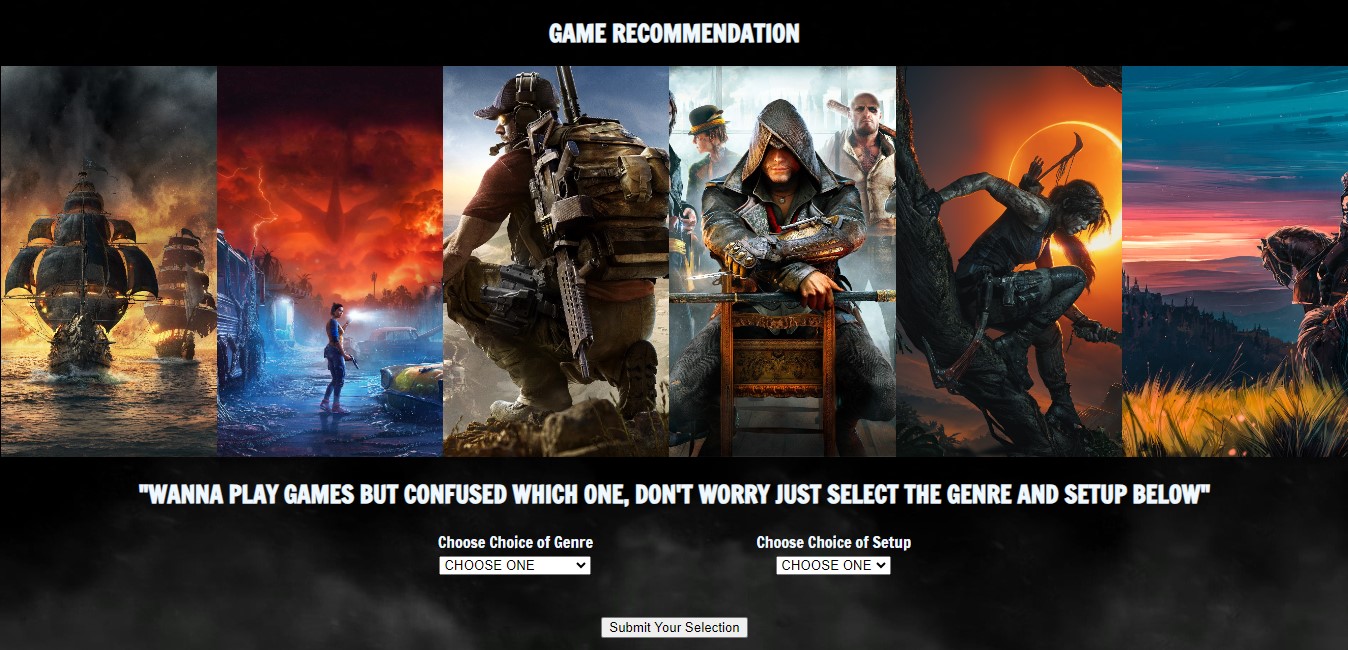 GAME RECOMMENDATION
"WANNA PLAY GAMES BUT CONFUSED WHICH ONE, DON'T WORRY JUST SELECT THE GENRE AND SETUP BELOW"
Choose Choice of Genre
CHOOSE ONE
Choose Choice of Setup
CHOOSE ONE
Submit Your Selection